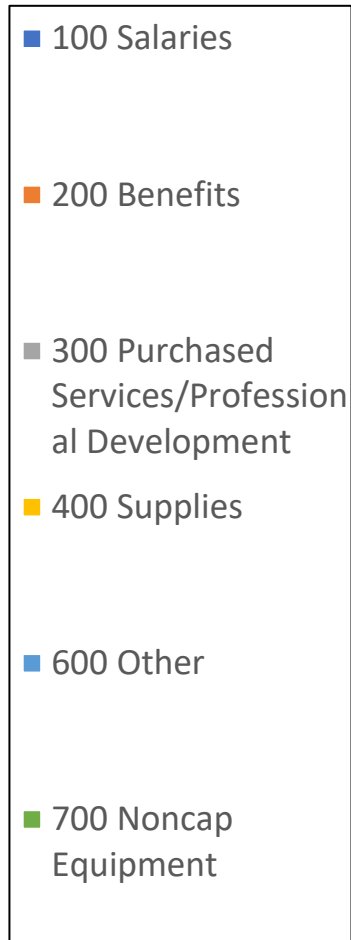 100 Salaries
200 Benefits
300 Purchased
Services/Profession
al Development
400 Supplies
600 Other
700 Noncap
Equipment